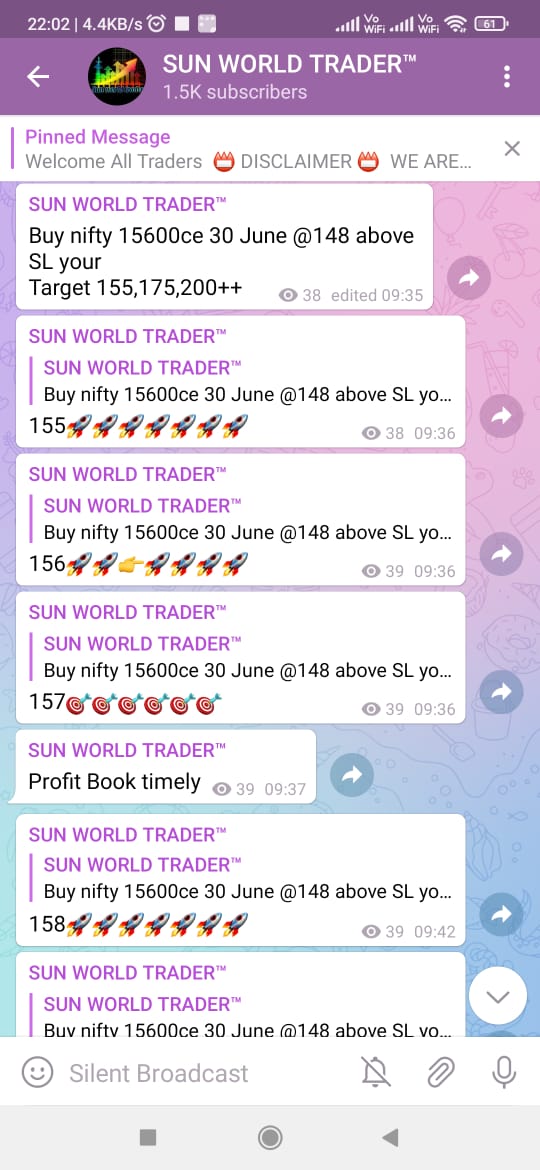 22:02 | 4.4KB/s
Vo WiFi Vo WiFi 61
SUN WORLD TRADER™
1.5K subscribers
Pinned Message
Welcome All Traders 📛 DISCLAIMER 📛 WE ARE...
SUN WORLD TRADER™
Buy nifty 15600ce 30 June @148 above
SL your
Target 155,175,200++ 38 edited 09:35
SUN WORLD TRADER™
SUN WORLD TRADER™
Buy nifty 15600ce 30 June @148 above SL yo...
155🚀🚀🚀🚀🚀🚀🚀 38 09:36
SUN WORLD TRADER™
SUN WORLD TRADER™
Buy nifty 15600ce 30 June @148 above SL yo...
156🚀🚀👉🚀🚀🚀🚀 39 09:36
SUN WORLD TRADER™
SUN WORLD TRADER™
Buy nifty 15600ce 30 June @148 above SL yo...
157🎯🎯🎯🎯🎯🎯 39 09:36
SUN WORLD TRADER™
Profit Book timely 39 09:37
SUN WORLD TRADER™
SUN WORLD TRADER™
Buy nifty 15600ce 30 June @148 above SL yo...
158🚀🚀🚀🚀🚀🚀🚀 39 09:42
SUN WORLD TRADER™
SUN WORLD TRADER™
Buy nifty 15600ce 30 June @148 above SL yo...
Silent Broadcast